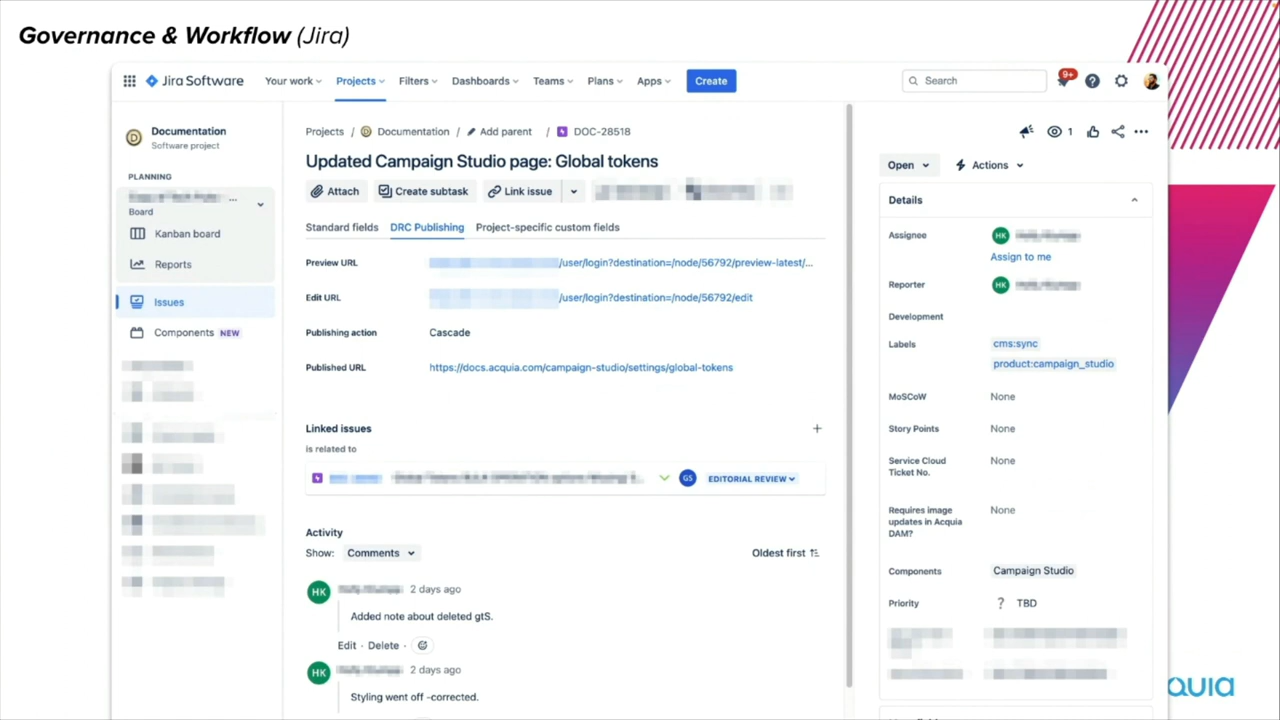 Governance & Workflow (Jira)
Jira Software Your work Projects Filters Dashboards Teams Plans Apps Create Search 9+
Documentation
Software project
PLANNING
...
Board
Kanban board
Reports
Issues
Components NEW
Projects / Documentation / Add parent / DOC-28518
Updated Campaign Studio page: Global tokens
Attach Create subtask Link issue
Standard fields DRC Publishing Project-specific custom fields
Preview URL /user/login?destination=/node/56792/preview-latest/...
Edit URL /user/login?destination=/node/56792/edit
Publishing action Cascade
Published URL https://docs.acquia.com/campaign-studio/settings/global-tokens
Linked issues +
is related to
GS EDITORIAL REVIEW
Activity
Show: Comments Oldest first
HK 2 days ago
Added note about deleted gtS.
Edit · Delete ·
HK 2 days ago
Styling went off -corrected.
1
Open Actions
Details
Assignee HK
Assign to me
Reporter HK
Development
Labels cms:sync
product:campaign_studio
MoSCoW None
Story Points None
Service Cloud
Ticket No. None
Requires image
updates in Acquia
DAM? None
Components Campaign Studio
Priority ? TBD